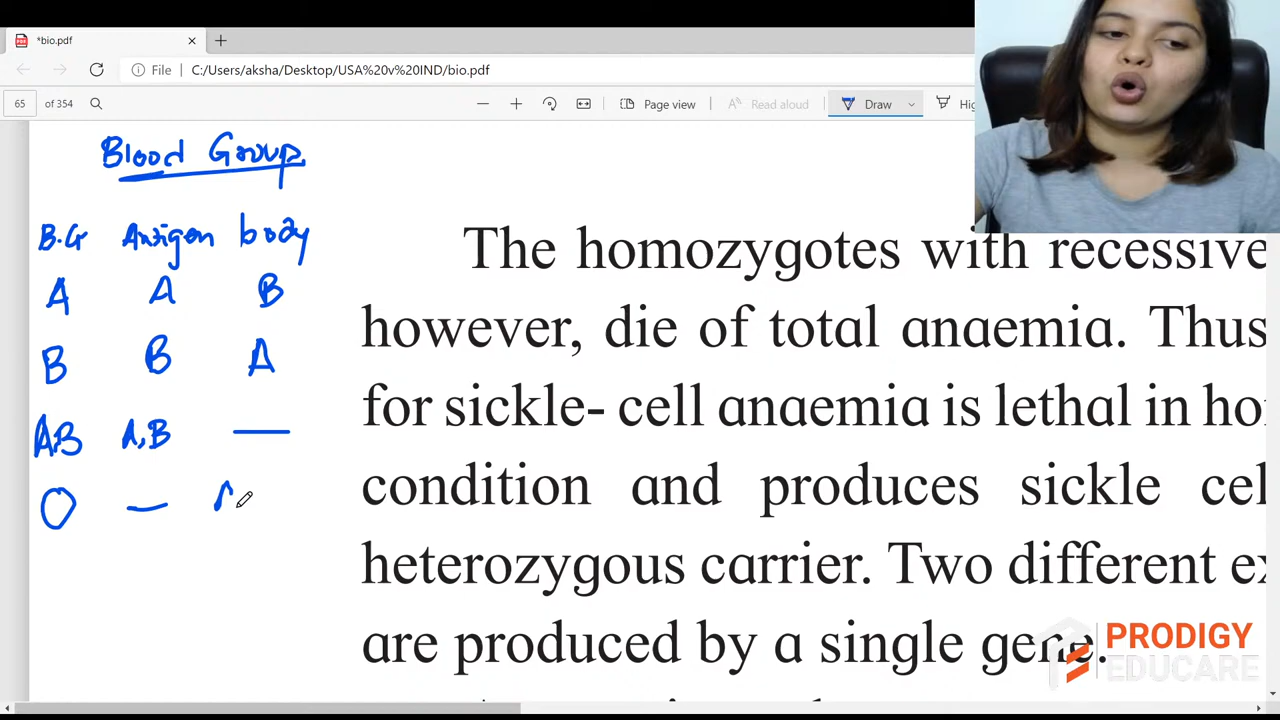 *bio.pdf
File C:/Users/aksha/Desktop/USA%20v%20IND/bio.pdf
65 of 354 Page view Read aloud Draw
Blood Group
B.G Antigen body
A A B
B B A
AB A,B —
O —
The homozygotes with recessive
however, die of total anaemia. Thus
for sickle- cell anaemia is lethal in ho
condition and produces sickle cel
heterozygous carrier. Two different e
are produced by a single gene.
PRODIGY
EDUCARE